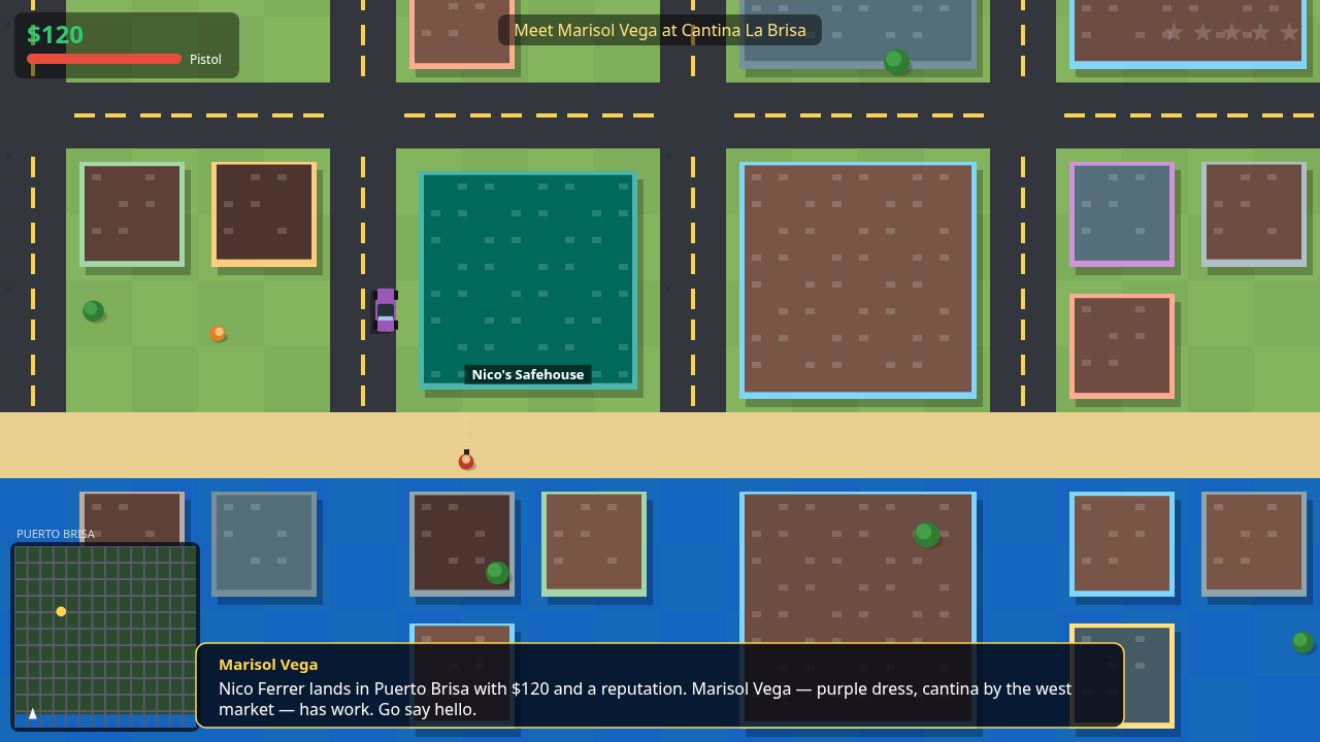 $120
Pistol
Meet Marisol Vega at Cantina La Brisa
Nico's Safehouse
PUERTO BRISA
Marisol Vega
Nico Ferrer lands in Puerto Brisa with $120 and a reputation. Marisol Vega — purple dress, cantina by the west
market — has work. Go say hello.